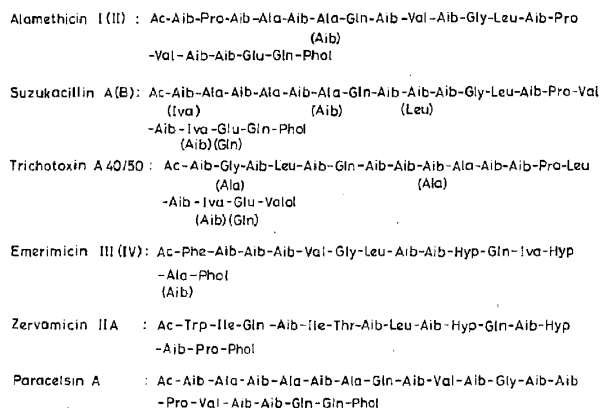 Alamethicin I(II) : Ac-Aib-Pro-Aib-Ala-Aib-Ala-Gln-Aib-Val-Aib-Gly-Leu-Aib-Pro
(Aib)
-Val-Aib-Aib-Glu-Gln-Phol
Suzukacillin A(B): Ac-Aib-Ala-Aib-Ala-Aib-Ala-Gln-Aib-Aib-Aib-Gly-Leu-Aib-Pro-Val
(Iva) (Aib) (Leu)
-Aib-Iva-Glu-Gln-Phol
(Aib)(Gln)
Trichotoxin A 40/50 : Ac-Aib-Gly-Aib-Leu-Aib-Gln-Aib-Aib-Aib-Ala-Aib-Aib-Pro-Leu
(Ala) (Ala)
-Aib-Iva-Glu-Valol
(Aib)(Gln)
Emerimicin III(IV): Ac-Phe-Aib-Aib-Aib-Val-Gly-Leu-Aib-Aib-Hyp-Gln-Iva-Hyp
-Ala-Phol
(Aib)
Zervamicin IIA : Ac-Trp-Ile-Gln-Aib-Ile-Thr-Aib-Leu-Aib-Hyp-Gln-Aib-Hyp
-Aib-Pro-Phol
Paracelsin A : Ac-Aib-Ala-Aib-Ala-Aib-Ala-Gln-Aib-Val-Aib-Gly-Aib-Aib
-Pro-Val-Aib-Aib-Gln-Gln-Phol